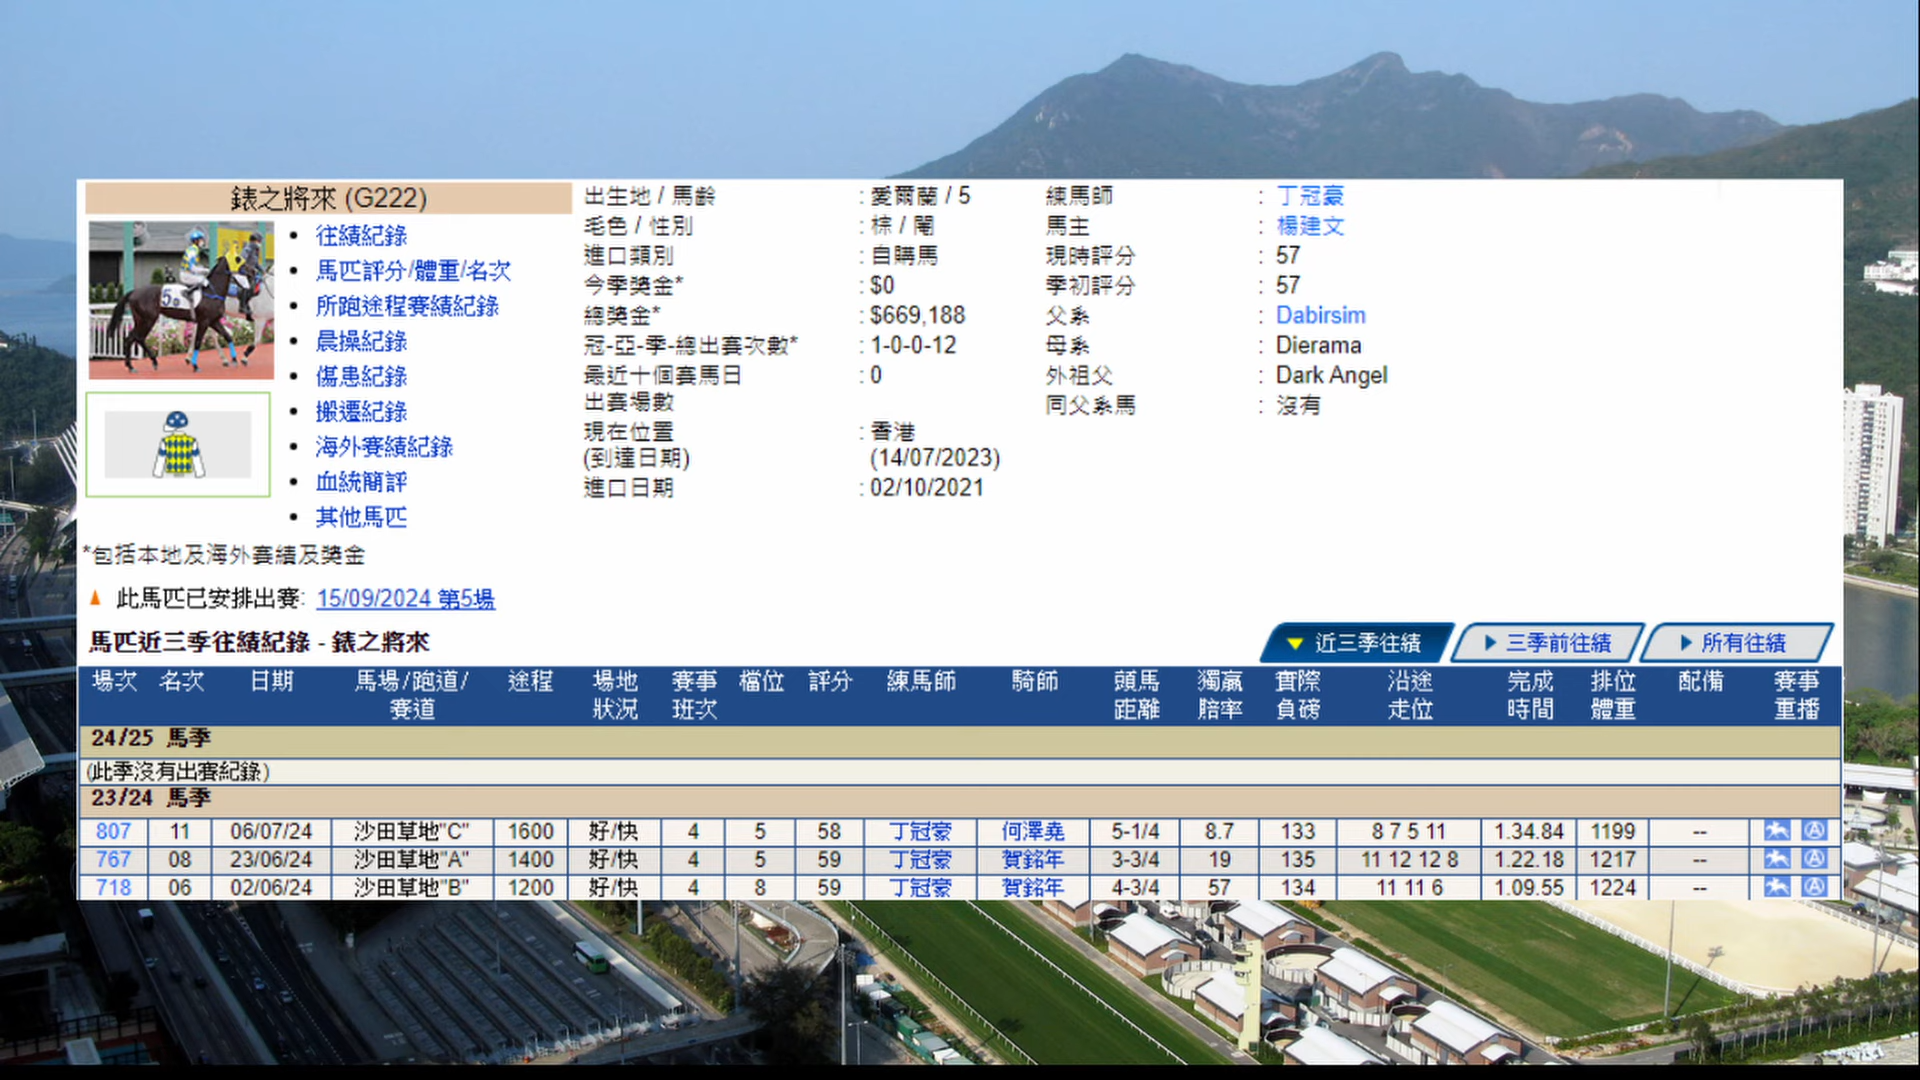 錶之將來 (G222)
往績紀錄
馬匹評分/體重/名次
所跑途程賽績紀錄
晨操紀錄
傷患紀錄
搬遷紀錄
海外賽績紀錄
血統簡評
其他馬匹
出生地 / 馬齡 : 愛爾蘭 / 5
毛色 / 性別 : 棕 / 閹
進口類別 : 自購馬
今季獎金* : $0
總獎金* : $669,188
冠-亞-季-總出賽次數* : 1-0-0-12
最近十個賽馬日 : 0
出賽場數
現在位置 : 香港
(到達日期) (14/07/2023)
進口日期 : 02/10/2021
練馬師 : 丁冠豪
馬主 : 楊建文
現時評分 : 57
季初評分 : 57
父系 : Dabirsim
母系 : Dierama
外祖父 : Dark Angel
同父系馬 : 沒有
*包括本地及海外賽績及獎金
此馬匹已安排出賽: 15/09/2024 第5場
馬匹近三季往績紀錄 - 錶之將來
近三季往績 三季前往績 所有往績
場次 名次 日期 馬場/跑道/ 途程 場地 賽事 檔位 評分 練馬師 騎師 頭馬 獨贏 實際 沿途 完成 排位 配備 賽事
賽道 狀況 班次 距離 賠率 負磅 走位 時間 體重 重播
24/25 馬季
(此季沒有出賽紀錄)
23/24 馬季
807 11 06/07/24 沙田草地"C" 1600 好/快 4 5 58 丁冠豪 何澤堯 5-1/4 8.7 133 8 7 5 11 1.34.84 1199 --
767 08 23/06/24 沙田草地"A" 1400 好/快 4 5 59 丁冠豪 賀銘年 3-3/4 19 135 11 12 12 8 1.22.18 1217 --
718 06 02/06/24 沙田草地"B" 1200 好/快 4 8 59 丁冠豪 賀銘年 4-3/4 57 134 11 11 6 1.09.55 1224 --